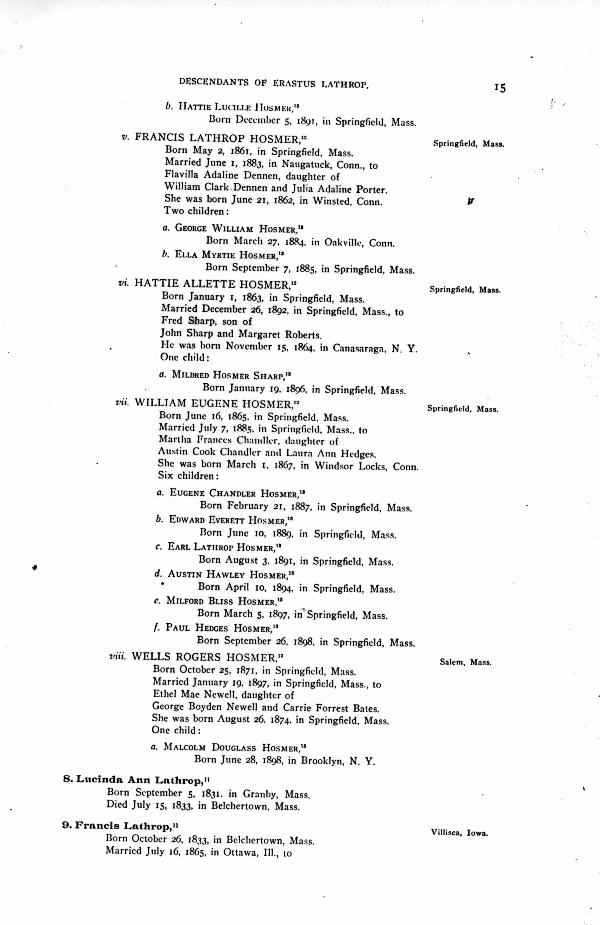 DESCENDANTS OF ERASTUS LATHROP. 15
b. HATTIE LUCILLE HOSMER,¹³
Born December 5, 1891, in Springfield, Mass.
v. FRANCIS LATHROP HOSMER,¹² Springfield, Mass.
Born May 2, 1861, in Springfield, Mass.
Married June 1, 1883, in Naugatuck, Conn., to
Flavilla Adaline Dennen, daughter of
William Clark Dennen and Julia Adaline Porter.
She was born June 21, 1862, in Winsted, Conn.
Two children:
a. GEORGE WILLIAM HOSMER,¹³
Born March 27, 1884, in Oakville, Conn.
b. ELLA MYRTIE HOSMER,¹³
Born September 7, 1885, in Springfield, Mass.
vi. HATTIE ALLETTE HOSMER,¹² Springfield, Mass.
Born January 1, 1863, in Springfield, Mass.
Married December 26, 1892, in Springfield, Mass., to
Fred Sharp, son of
John Sharp and Margaret Roberts.
He was born November 15, 1864, in Canasaraga, N. Y.
One child:
a. MILDRED HOSMER SHARP,¹³
Born January 19, 1896, in Springfield, Mass.
vii. WILLIAM EUGENE HOSMER,¹² Springfield, Mass.
Born June 16, 1865, in Springfield, Mass.
Married July 7, 1885, in Springfield, Mass., to
Martha Frances Chandler, daughter of
Austin Cook Chandler and Laura Ann Hedges.
She was born March 1, 1867, in Windsor Locks, Conn.
Six children:
a. EUGENE CHANDLER HOSMER,¹³
Born February 21, 1887, in Springfield, Mass.
b. EDWARD EVERETT HOSMER,¹³
Born June 10, 1889, in Springfield, Mass.
c. EARL LATHROP HOSMER,¹³
Born August 3, 1891, in Springfield, Mass.
d. AUSTIN HAWLEY HOSMER,¹³
Born April 10, 1894, in Springfield, Mass.
e. MILFORD BLISS HOSMER,¹³
Born March 5, 1897, in Springfield, Mass.
f. PAUL HEDGES HOSMER,¹³
Born September 26, 1898, in Springfield, Mass.
viii. WELLS ROGERS HOSMER,¹² Salem, Mass.
Born October 25, 1871, in Springfield, Mass.
Married January 19, 1897, in Springfield, Mass., to
Ethel Mae Newell, daughter of
George Boyden Newell and Carrie Forrest Bates.
She was born August 26, 1874, in Springfield, Mass.
One child:
a. MALCOLM DOUGLASS HOSMER,¹³
Born June 28, 1898, in Brooklyn, N. Y.
8. Lucinda Ann Lathrop,¹¹
Born September 5, 1831, in Granby, Mass.
Died July 15, 1833, in Belchertown, Mass.
9. Francis Lathrop,¹¹ Villisca, Iowa.
Born October 26, 1833, in Belchertown, Mass.
Married July 16, 1865, in Ottawa, Ill., to